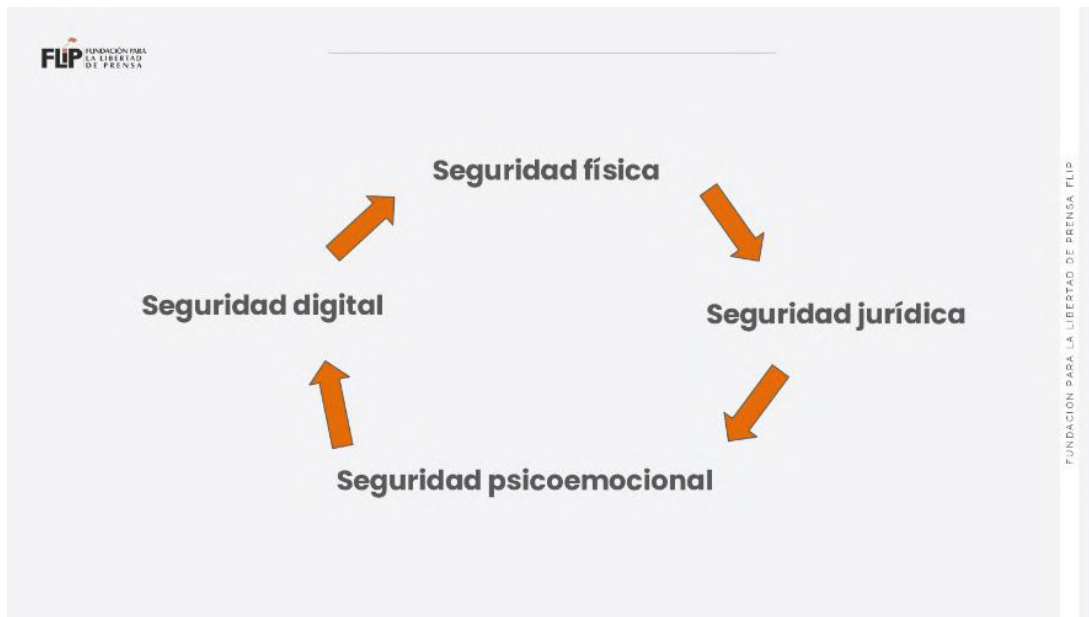 FLiP
FUNDACIÓN PARA
LA LIBERTAD
DE PRENSA
Seguridad física
Seguridad digital
Seguridad jurídica
Seguridad psicoemocional
FUNDACIÓN PARA LA LIBERTAD DE PRENSA FLIP